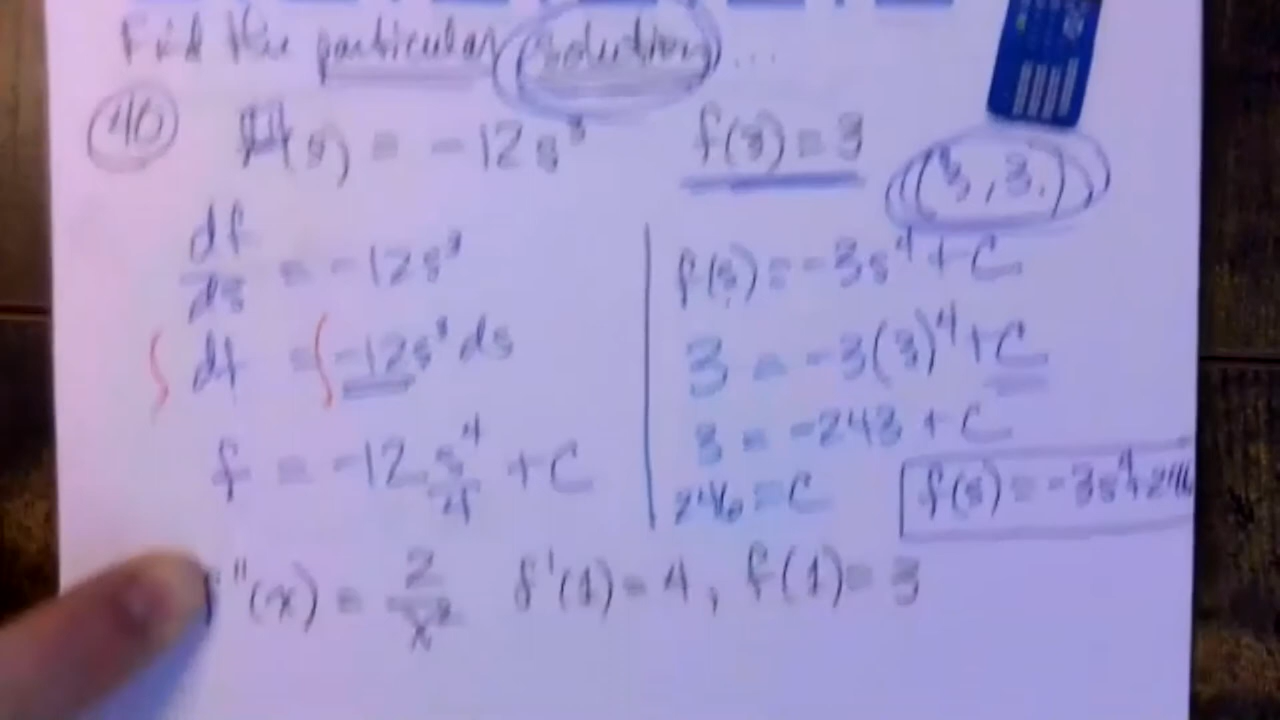 Find the particular solution ...
40 (s) = -12s³ f(3) = 3
(3, 3)
df/ds = -12s³
∫ df = ∫ -12s³ ds
f = -12 s⁴/4 + C
f(s) = -3s⁴ + C
3 = -3(3)⁴ + C
3 = -243 + C
246 = C
f(s) = -3s⁴ + 246
f''(x) = 2/x² f'(1) = 4, f(1) = 3